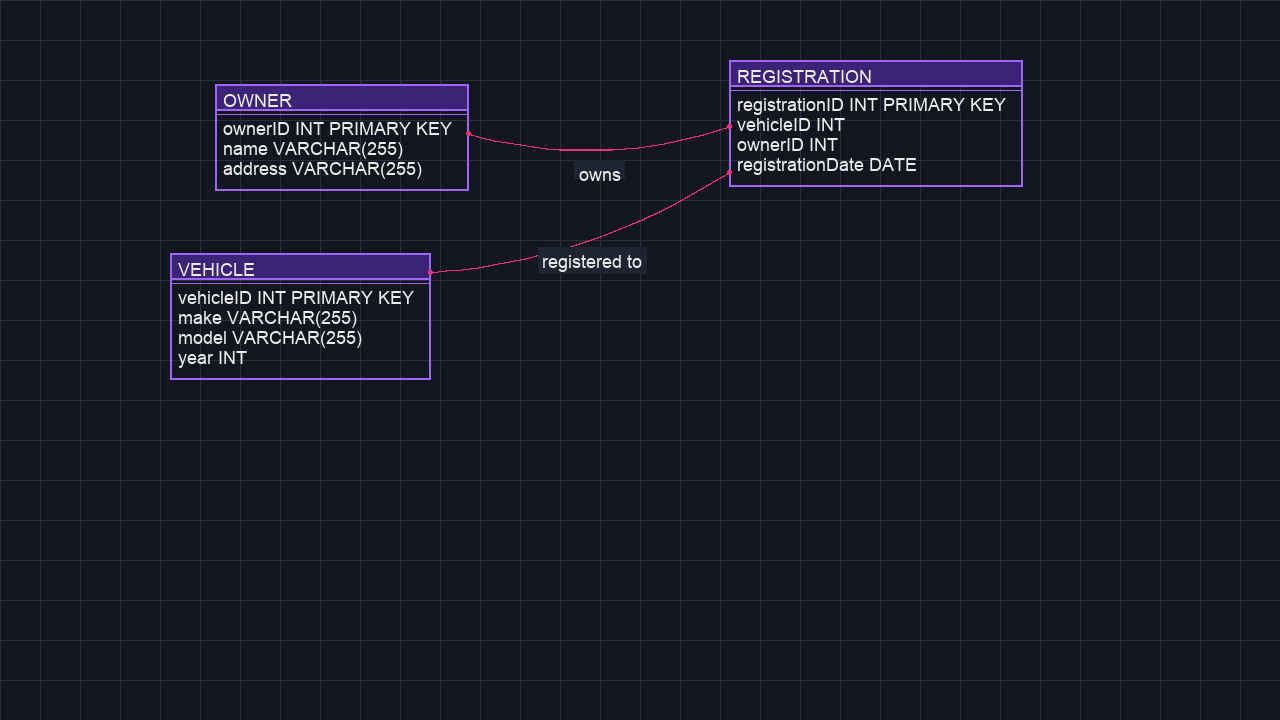 OWNER
ownerID INT PRIMARY KEY
name VARCHAR(255)
address VARCHAR(255)
REGISTRATION
registrationID INT PRIMARY KEY
vehicleID INT
ownerID INT
registrationDate DATE
owns
registered to
VEHICLE
vehicleID INT PRIMARY KEY
make VARCHAR(255)
model VARCHAR(255)
year INT